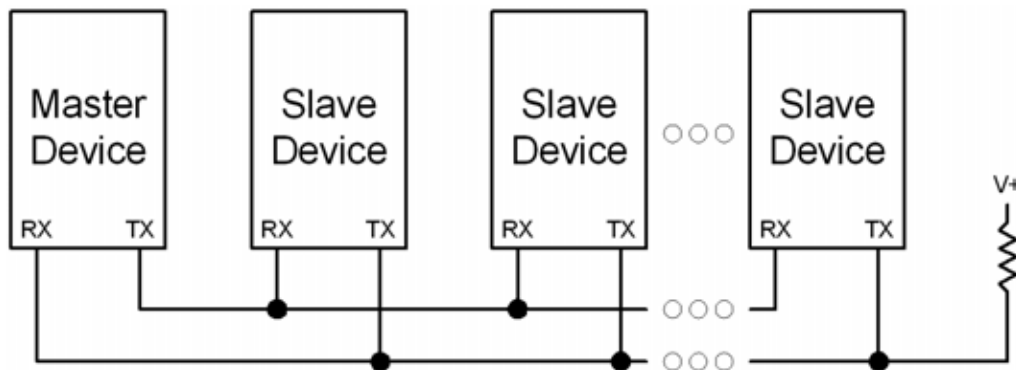 Master
Device
RX TX
Slave
Device
RX TX
Slave
Device
RX TX
Slave
Device
RX TX
V+